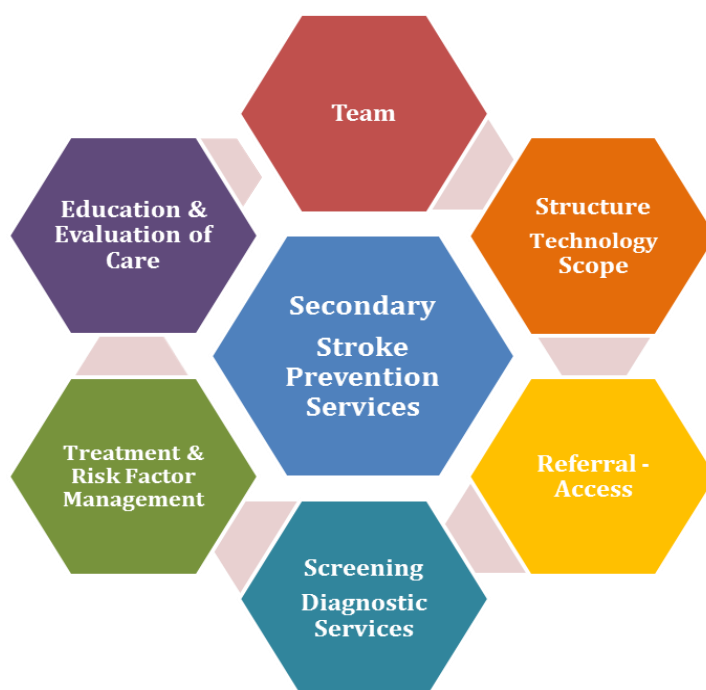 Team
Education &
Evaluation of
Care
Structure
Technology
Scope
Secondary
Stroke
Prevention
Services
Treatment &
Risk Factor
Management
Referral -
Access
Screening
Diagnostic
Services